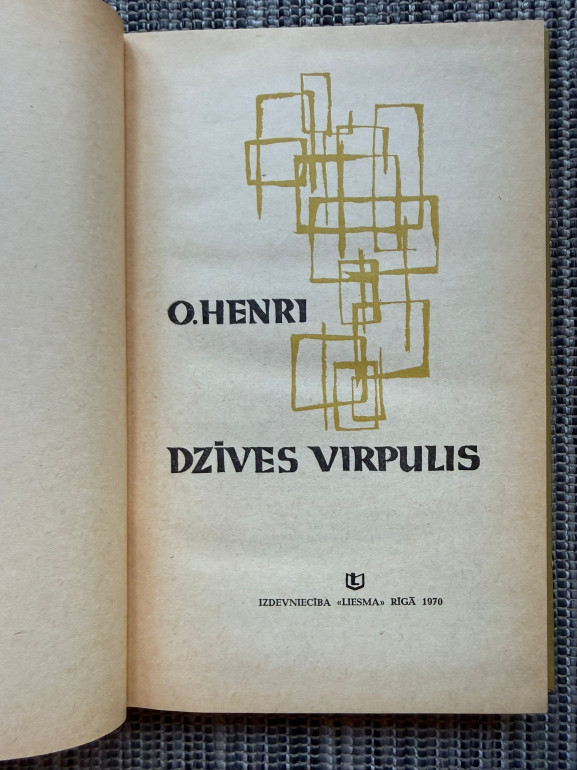 O.HENRI
DZĪVES VIRPULIS
IZDEVNIECĪBA «LIESMA» RĪGĀ 1970